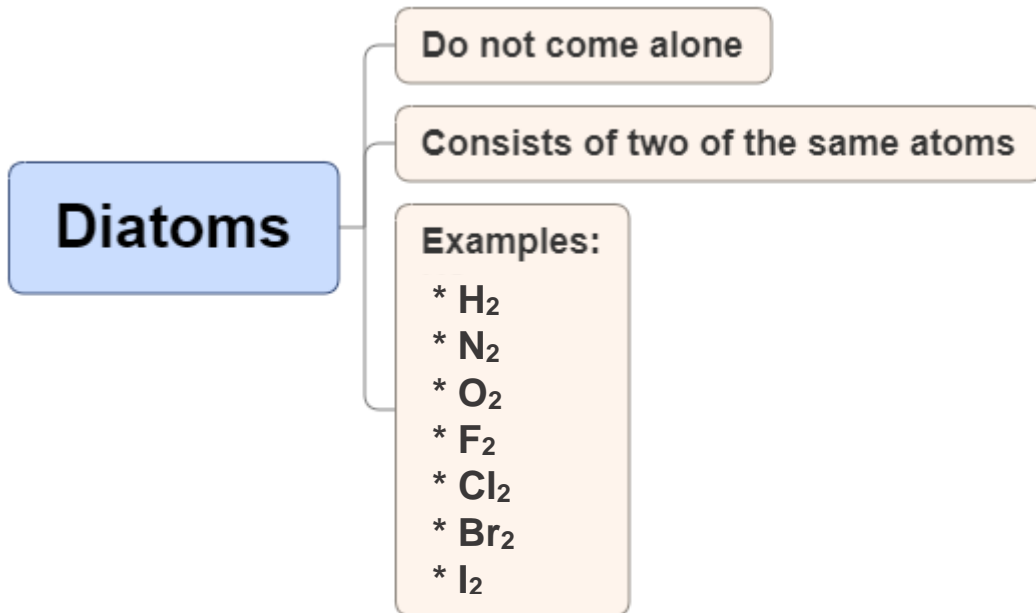 Diatoms
Do not come alone
Consists of two of the same atoms
Examples:
* H₂
* N₂
* O₂
* F₂
* Cl₂
* Br₂
* I₂